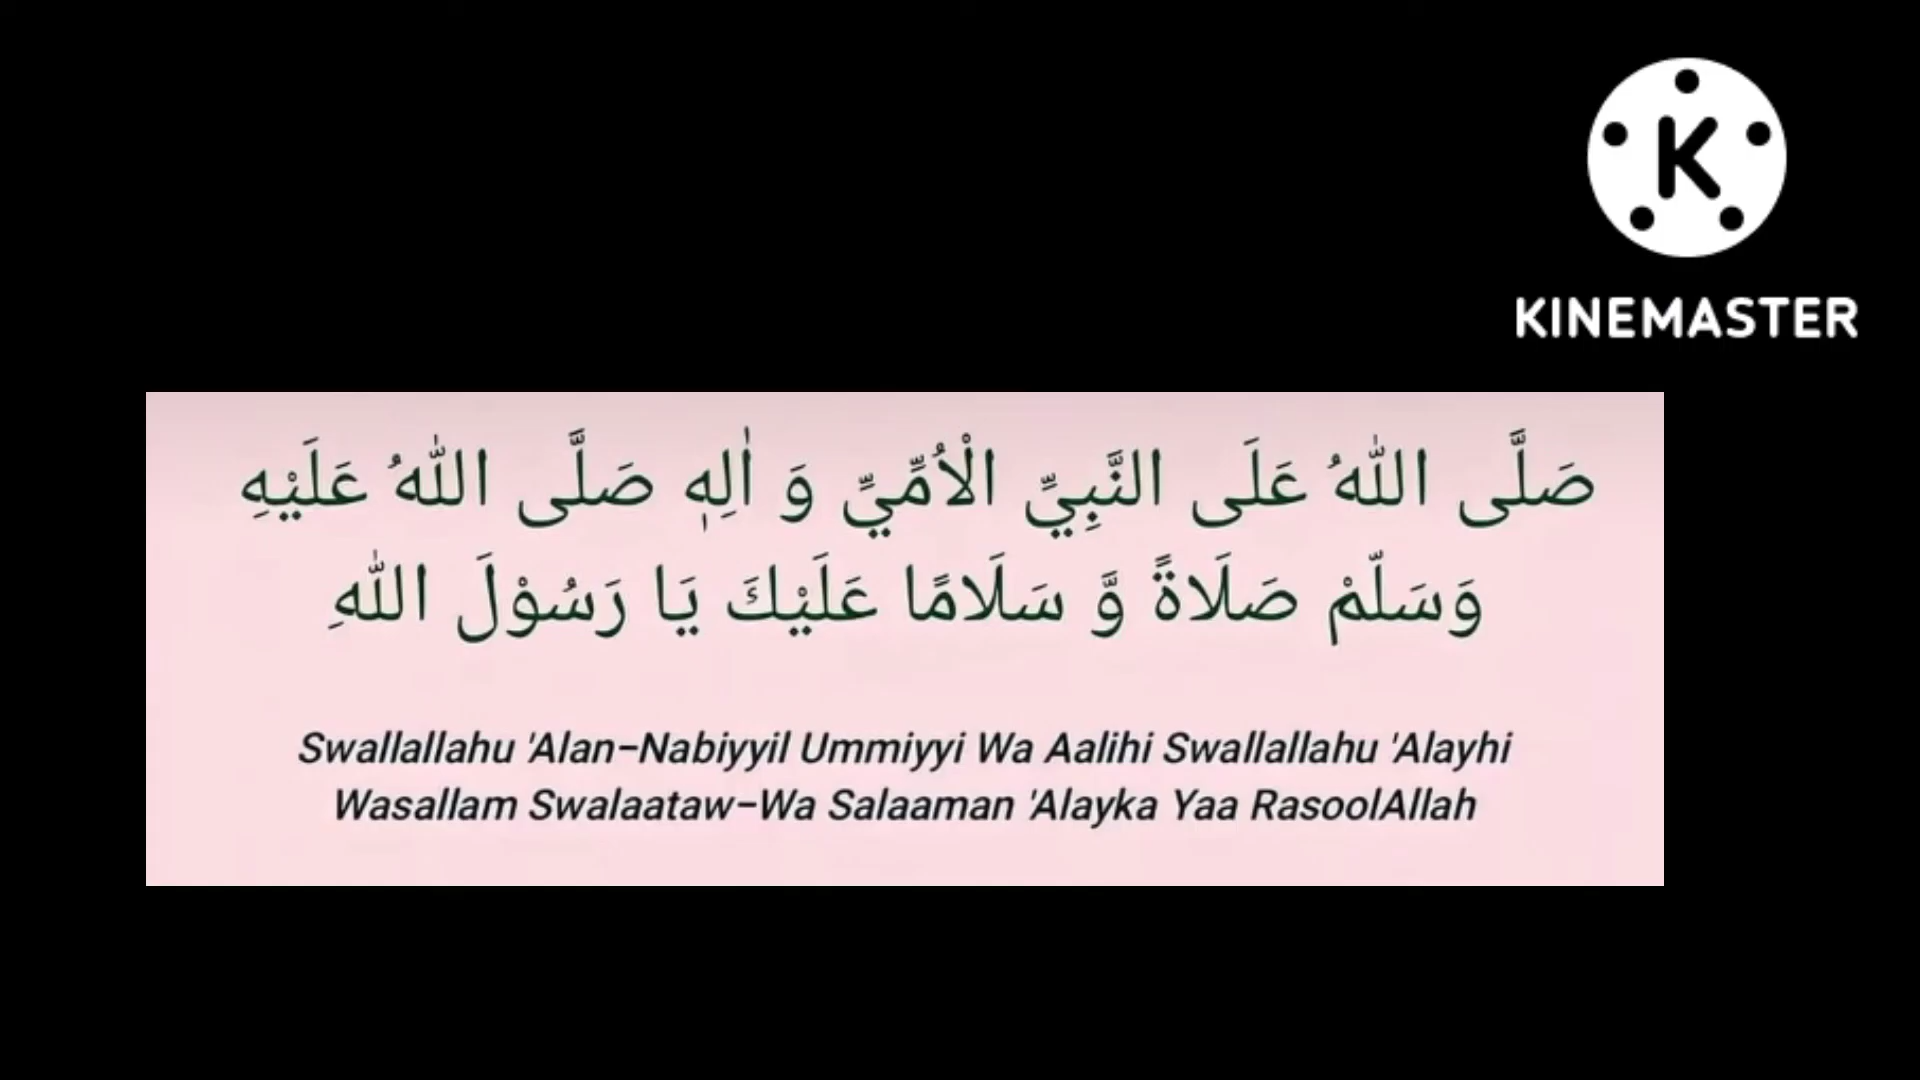 K
KINEMASTER
صَلَّى اللّٰهُ عَلَى النَّبِيِّ الْاُمِّيِّ وَ اٰلِهٖ صَلَّى اللّٰهُ عَلَيْهِ
وَسَلَّمْ صَلَاةً وَّ سَلَامًا عَلَيْكَ يَا رَسُوْلَ اللّٰهِ
Swallallahu 'Alan-Nabiyyil Ummiyyi Wa Aalihi Swallallahu 'Alayhi
Wasallam Swalaataw-Wa Salaaman 'Alayka Yaa RasoolAllah